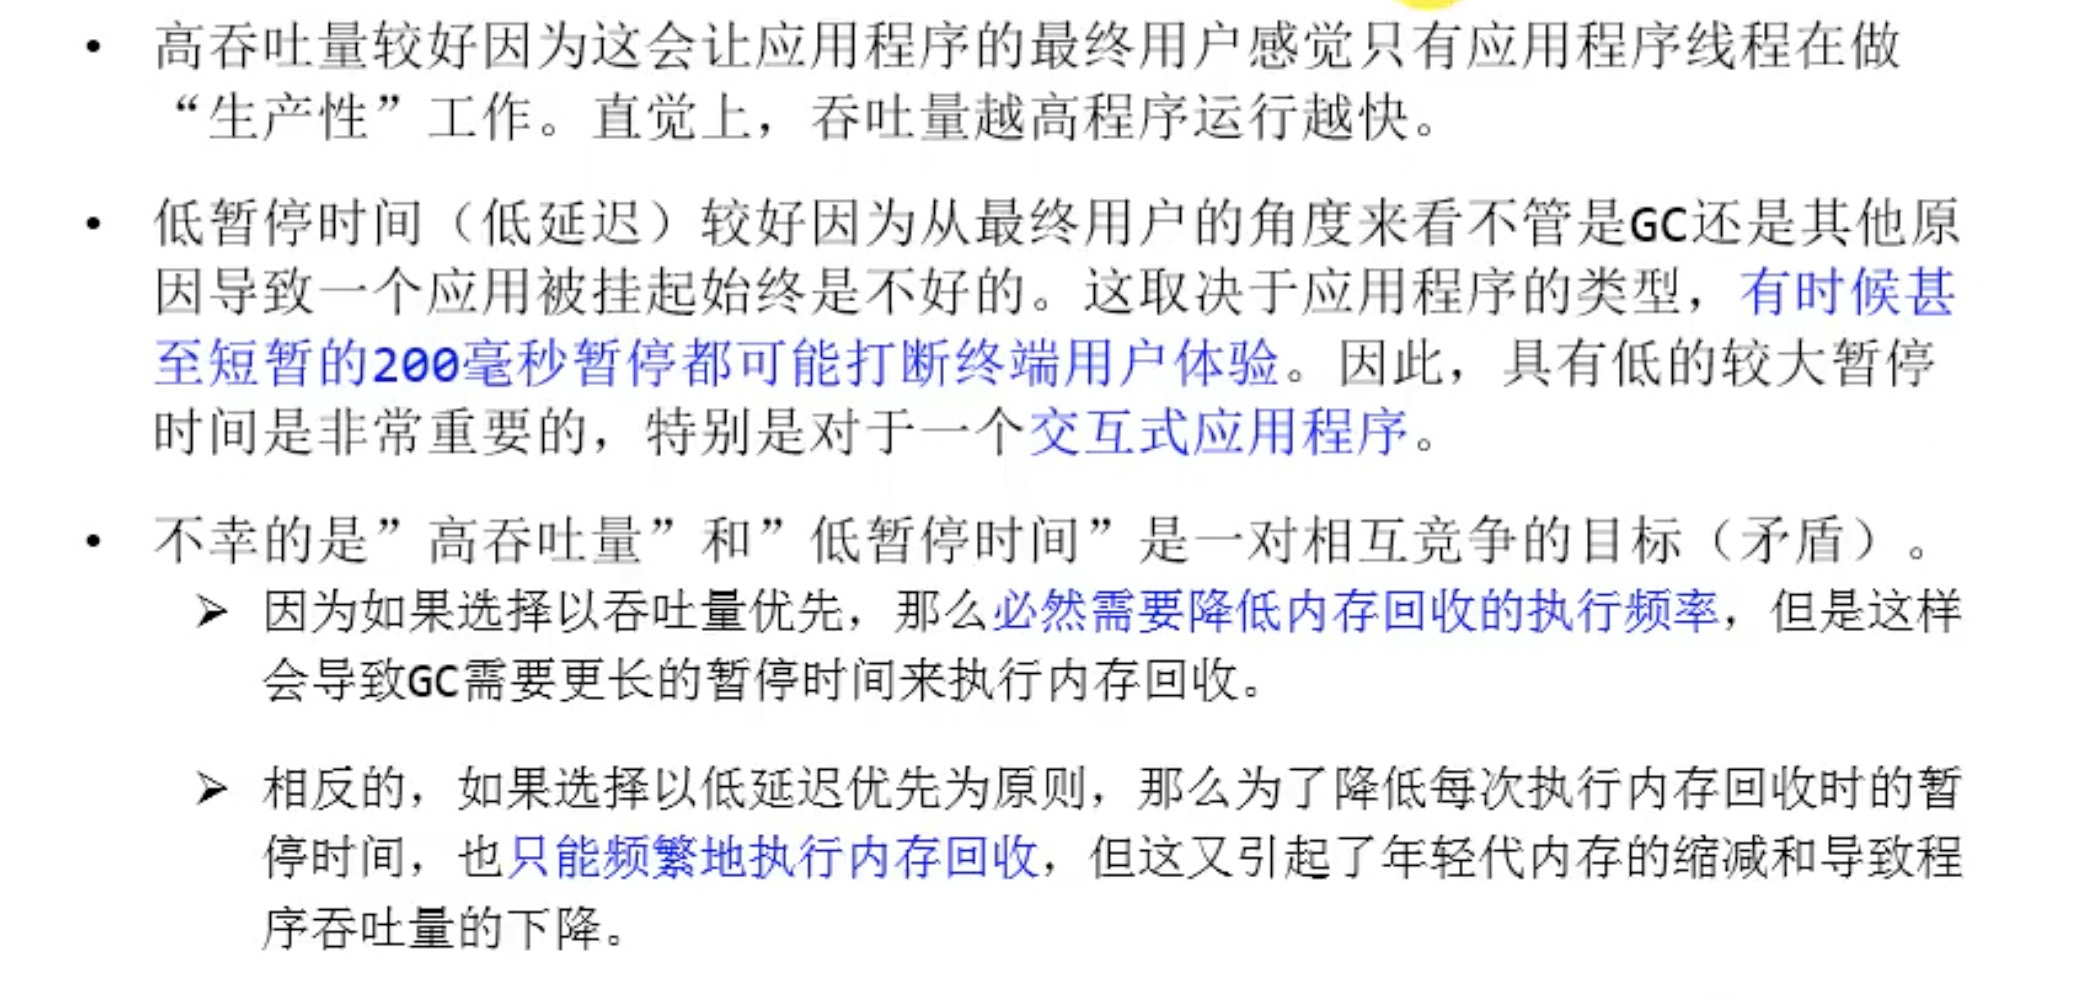 • 高吞吐量较好因为这会让应用程序的最终用户感觉只有应用程序线程在做
“生产性”工作。直觉上，吞吐量越高程序运行越快。
• 低暂停时间（低延迟）较好因为从最终用户的角度来看不管是GC还是其他原
因导致一个应用被挂起始终是不好的。这取决于应用程序的类型，有时候甚
至短暂的200毫秒暂停都可能打断终端用户体验。因此，具有低的较大暂停
时间是非常重要的，特别是对于一个交互式应用程序。
• 不幸的是”高吞吐量”和”低暂停时间”是一对相互竞争的目标（矛盾）。
➢ 因为如果选择以吞吐量优先，那么必然需要降低内存回收的执行频率，但是这样
会导致GC需要更长的暂停时间来执行内存回收。
➢ 相反的，如果选择以低延迟优先为原则，那么为了降低每次执行内存回收时的暂
停时间，也只能频繁地执行内存回收，但这又引起了年轻代内存的缩减和导致程
序吞吐量的下降。